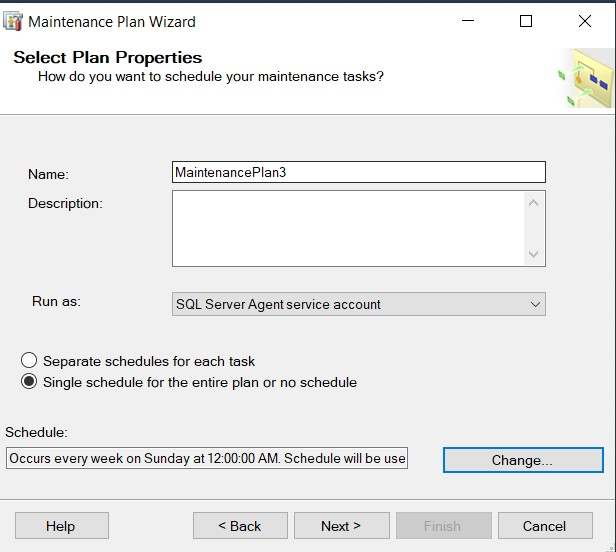 Maintenance Plan Wizard
Select Plan Properties
How do you want to schedule your maintenance tasks?
Name:
MaintenancePlan3
Description:
Run as:
SQL Server Agent service account
Separate schedules for each task
Single schedule for the entire plan or no schedule
Schedule:
Occurs every week on Sunday at 12:00:00 AM. Schedule will be use
Change...
Help
< Back
Next >
Finish
Cancel